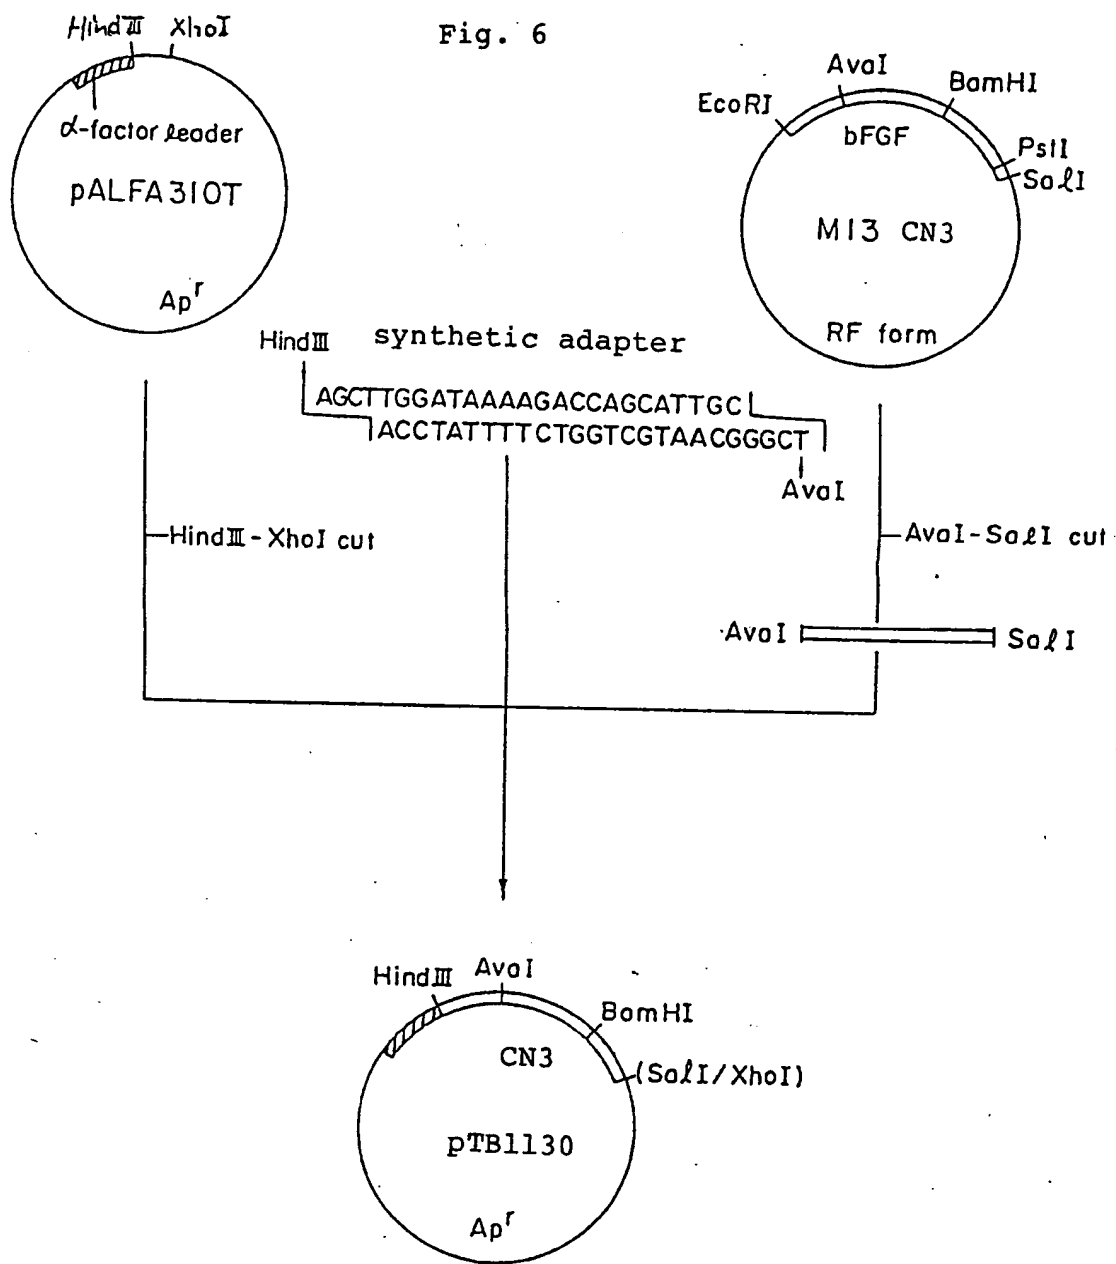 Fig. 6
HindⅢ XhoI
α-factor leader
pALFA310T
Apʳ
EcoRI
AvaI
BamHI
bFGF
PstI
SalI
M13 CN3
RF form
HindⅢ
synthetic adapter
AGCTTGGATAAAAGACCAGCATTGC
ACCTATTTTCTGGTCGTAACGGGCT
AvaI
HindⅢ-XhoI cut
AvaI-SalI cut
AvaI
SalI
HindⅢ
AvaI
BamHI
CN3
(SalI/XhoI)
pTB1130
Apʳ